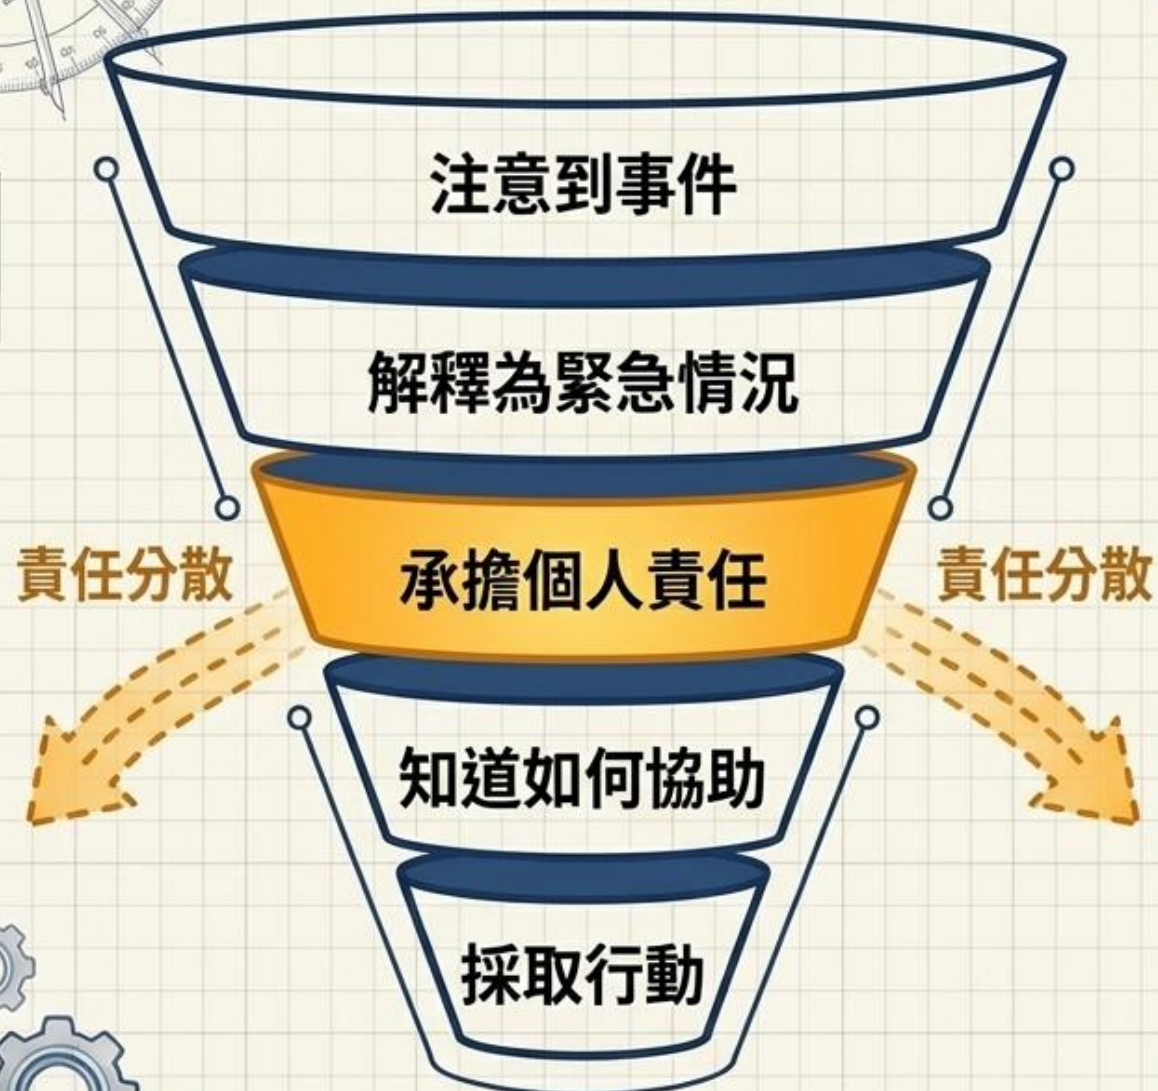 注意到事件
解釋為緊急情況
責任分散
承擔個人責任
責任分散
知道如何協助
採取行動